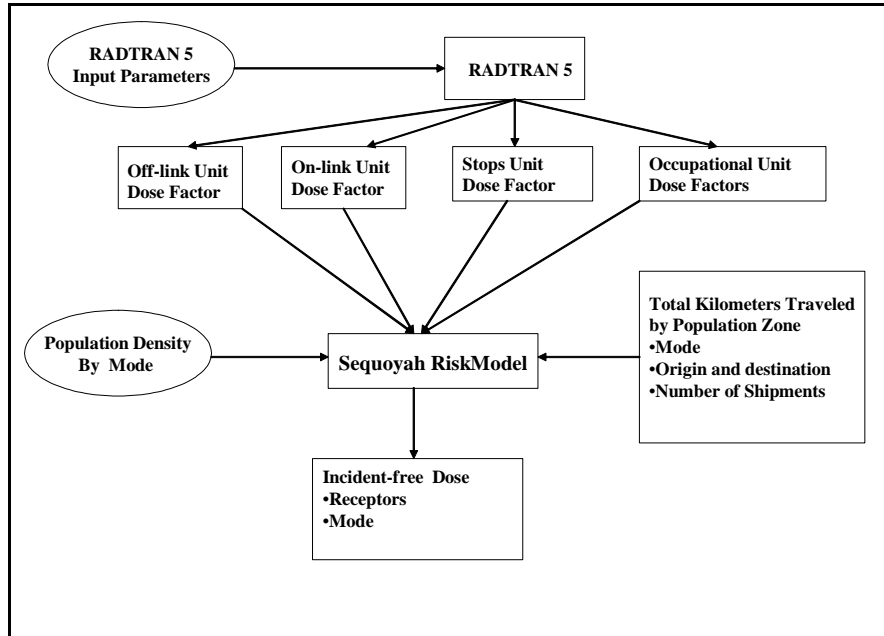 RADTRAN 5
Input Parameters
RADTRAN 5
Off-link Unit
Dose Factor
On-link Unit
Dose Factor
Stops Unit
Dose Factor
Occupational Unit
Dose Factors
Population Density
By Mode
Sequoyah RiskModel
Total Kilometers Traveled
by Population Zone
•Mode
•Origin and destination
•Number of Shipments
Incident-free Dose
•Receptors
•Mode